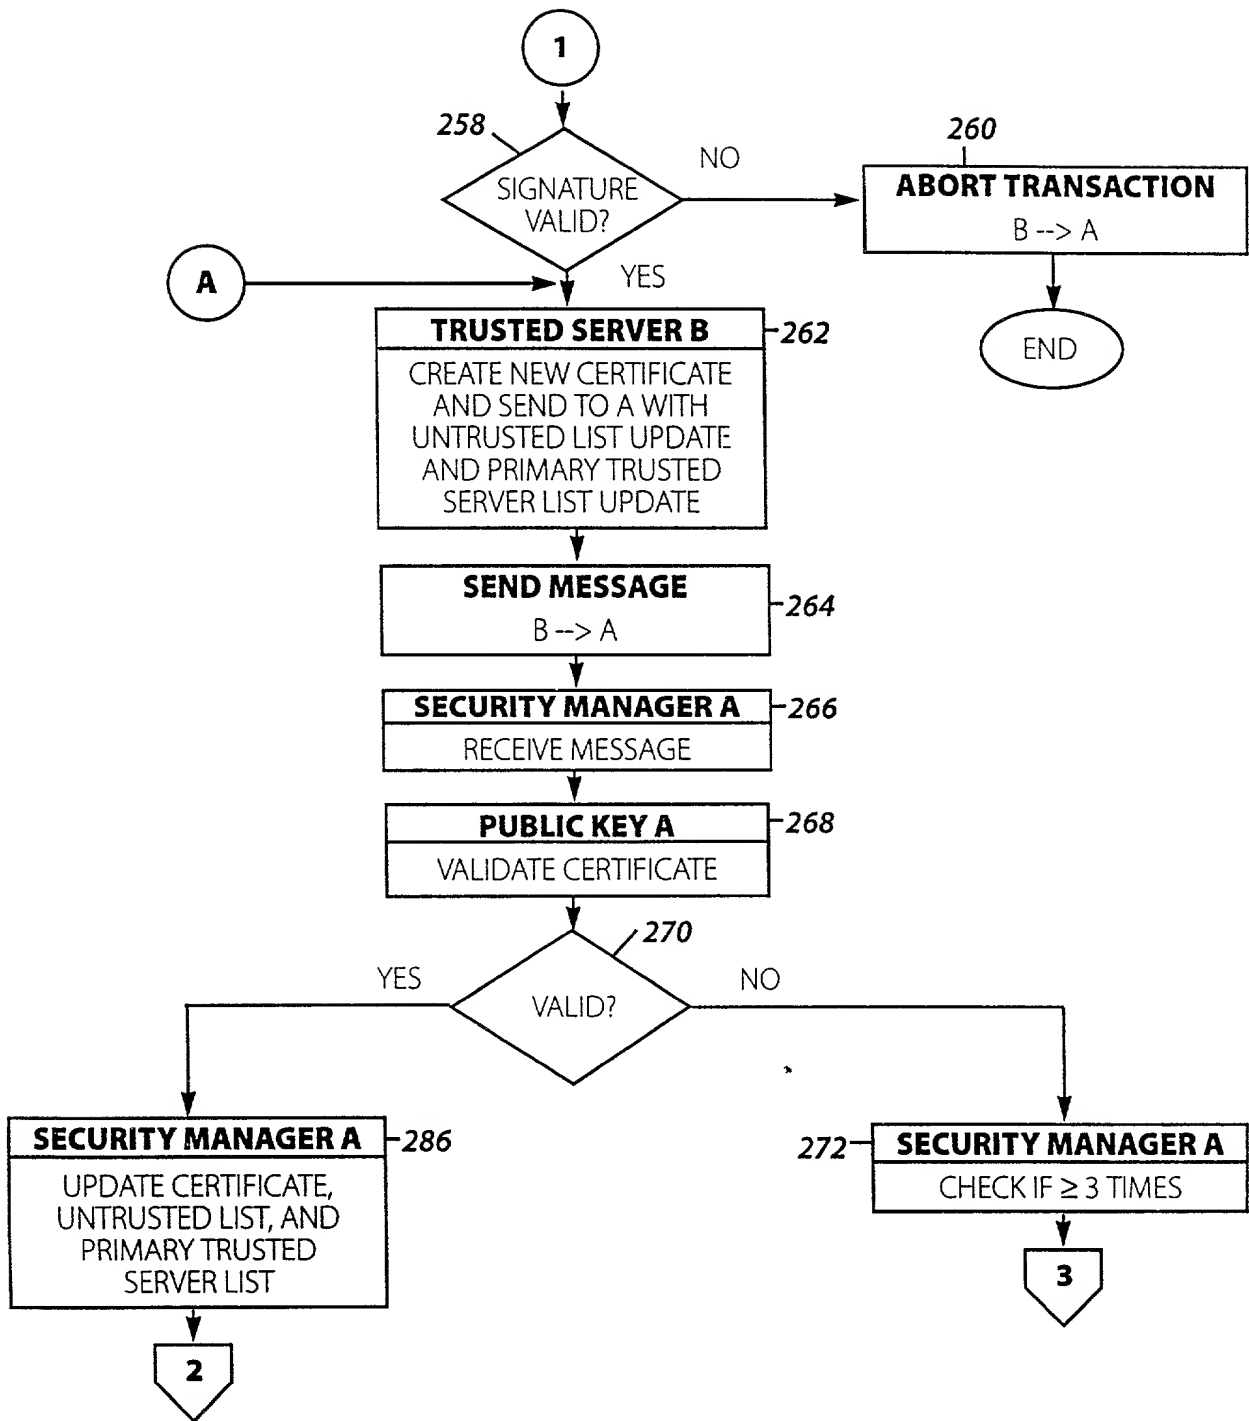 1
258
SIGNATURE
VALID?
NO
260
ABORT TRANSACTION
B --> A
A
YES
END
TRUSTED SERVER B
262
CREATE NEW CERTIFICATE
AND SEND TO A WITH
UNTRUSTED LIST UPDATE
AND PRIMARY TRUSTED
SERVER LIST UPDATE
SEND MESSAGE
264
B --> A
SECURITY MANAGER A
266
RECEIVE MESSAGE
PUBLIC KEY A
268
VALIDATE CERTIFICATE
270
YES
VALID?
NO
SECURITY MANAGER A
286
UPDATE CERTIFICATE,
UNTRUSTED LIST, AND
PRIMARY TRUSTED
SERVER LIST
2
272
SECURITY MANAGER A
CHECK IF ≥ 3 TIMES
3